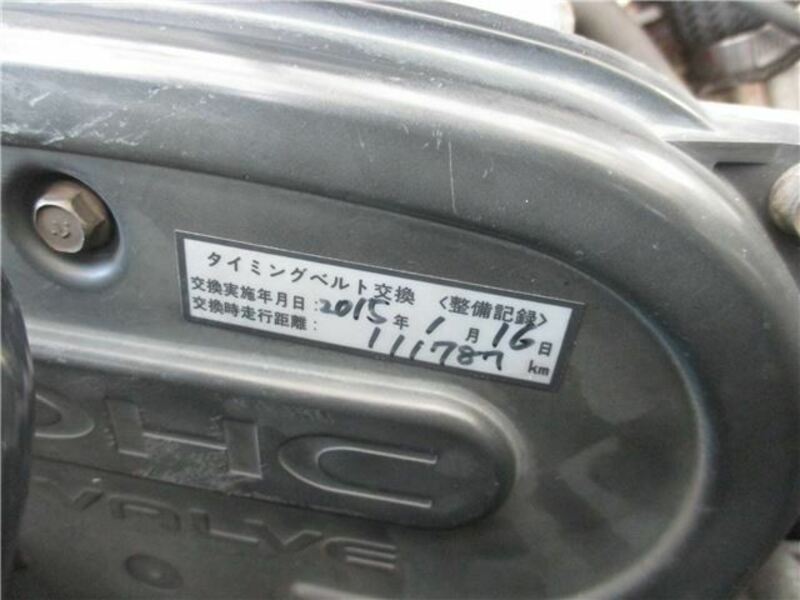 タイミングベルト交換 〈整備記録〉
交換実施年月日:2015年 1月 16日
交換時走行距離: 111787 km
DOHC
VALVE